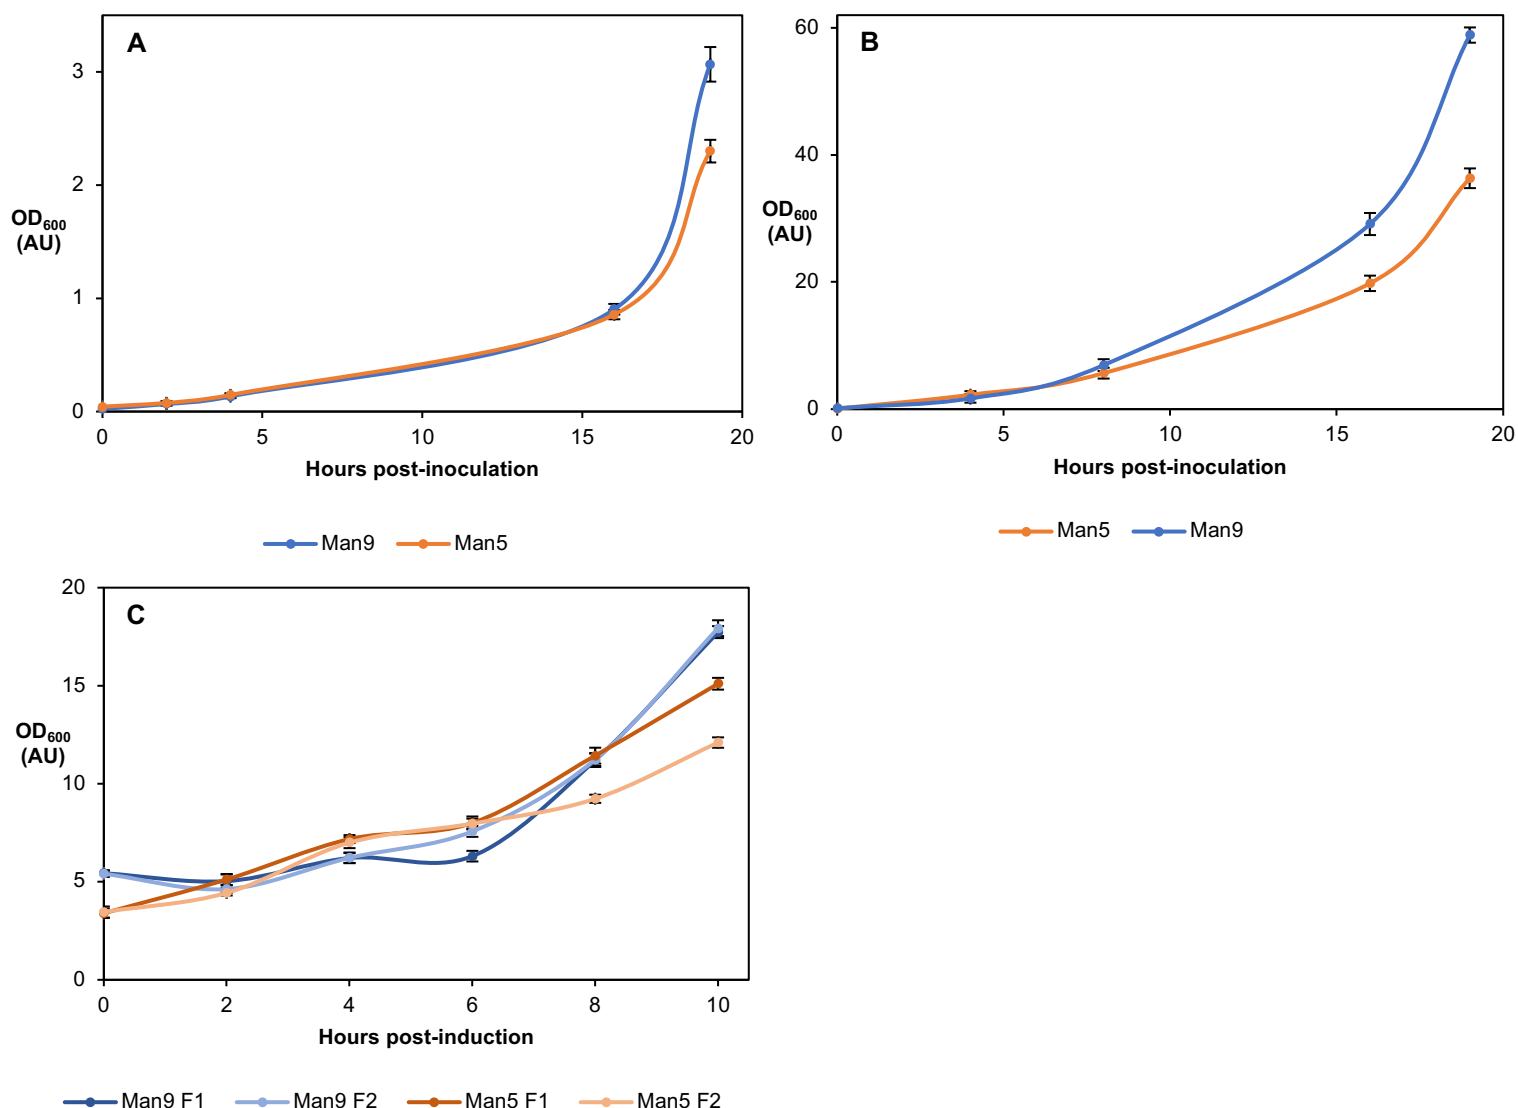 A
3
2
1
0
OD600
(AU)
0 5 10 15 20
Hours post-inoculation
Man9 Man5
B
60
40
20
0
OD600
(AU)
0 5 10 15 20
Hours post-inoculation
Man5 Man9
C
20
15
10
5
0
OD600
(AU)
0 2 4 6 8 10
Hours post-induction
Man9 F1 Man9 F2 Man5 F1 Man5 F2